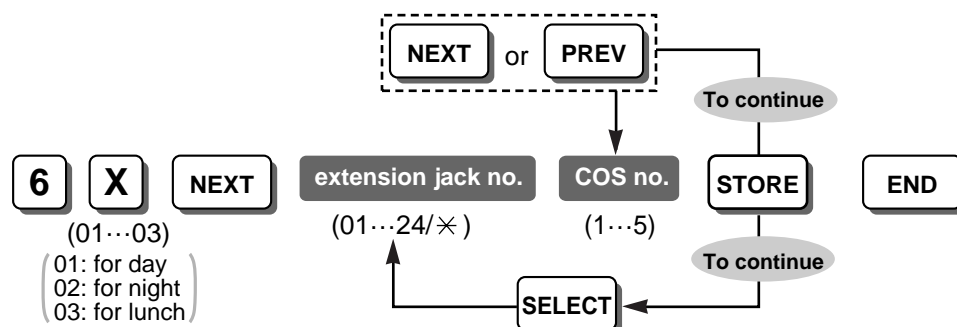 NEXT or PREV
To continue
6 X NEXT extension jack no. COS no. STORE END
(01···03) (01···24/✳) (1···5)
01: for day
02: for night
03: for lunch
To continue
SELECT